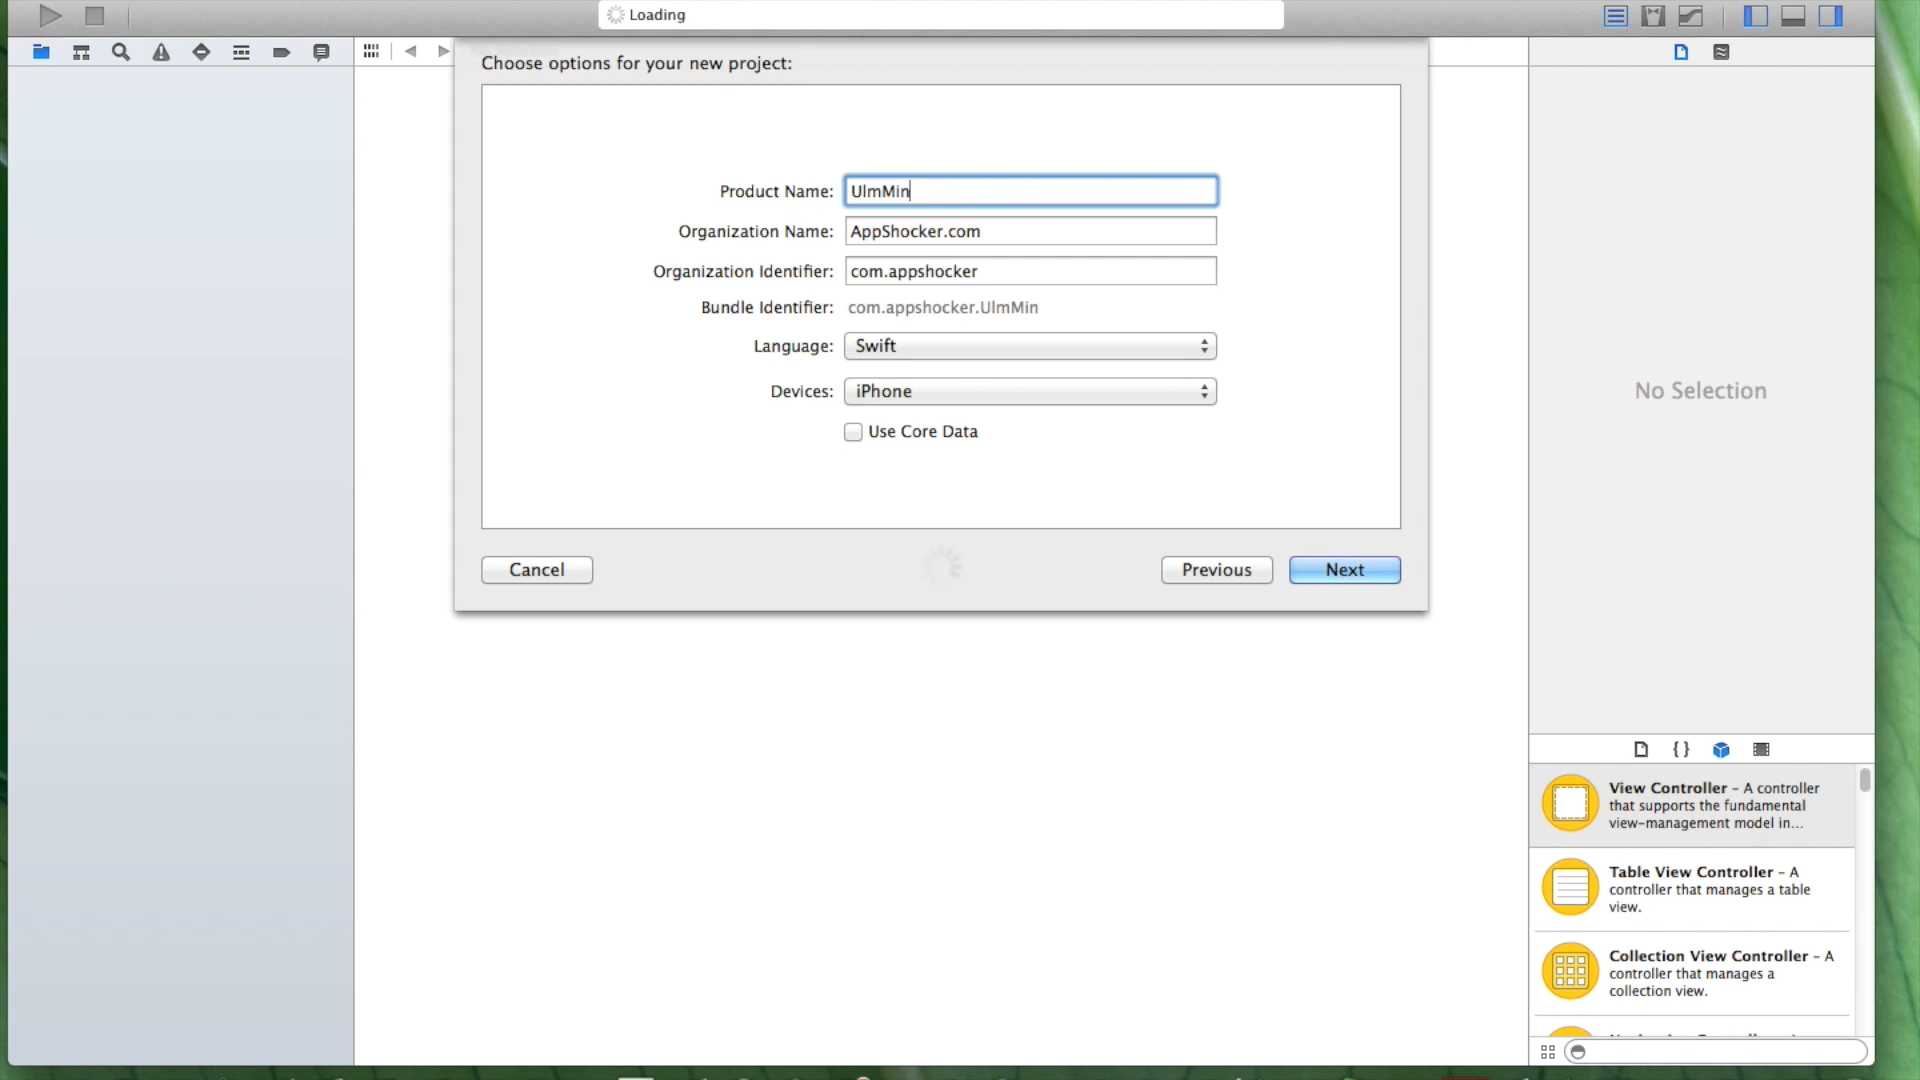 Loading
Choose options for your new project:
Product Name: UlmMin
Organization Name: AppShocker.com
Organization Identifier: com.appshocker
Bundle Identifier: com.appshocker.UlmMin
Language: Swift
Devices: iPhone
Use Core Data
Cancel
Previous
Next
No Selection
View Controller – A controller
that supports the fundamental
view-management model in...
Table View Controller – A
controller that manages a table
view.
Collection View Controller – A
controller that manages a
collection view.